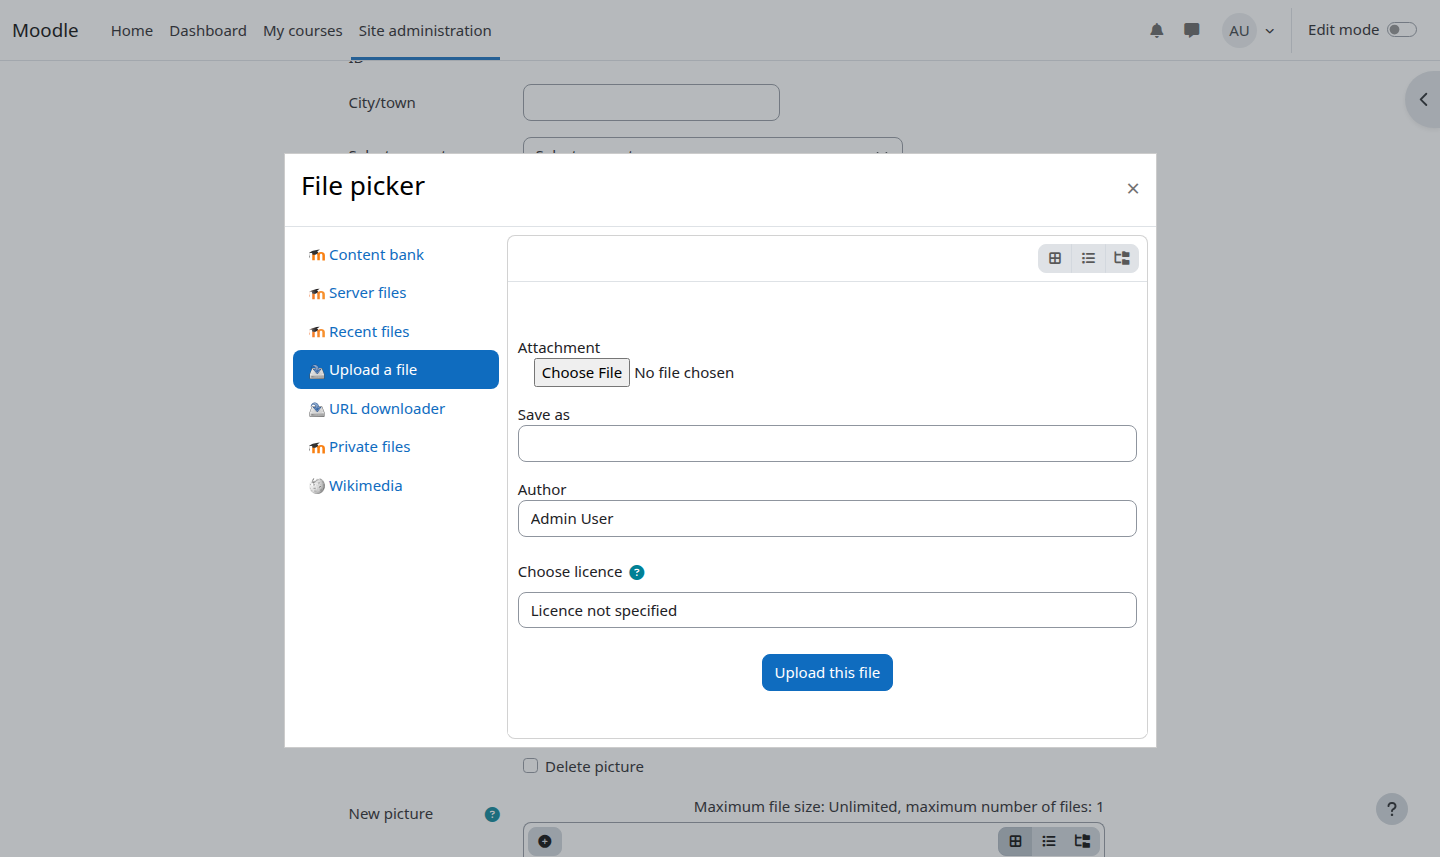 Moodle Home Dashboard My courses Site administration AU Edit mode
City/town
File picker
Content bank
Server files
Recent files
Upload a file
URL downloader
Private files
Wikimedia
Attachment
Choose File No file chosen
Save as
Author
Admin User
Choose licence
Licence not specified
Upload this file
Delete picture
Maximum file size: Unlimited, maximum number of files: 1
New picture